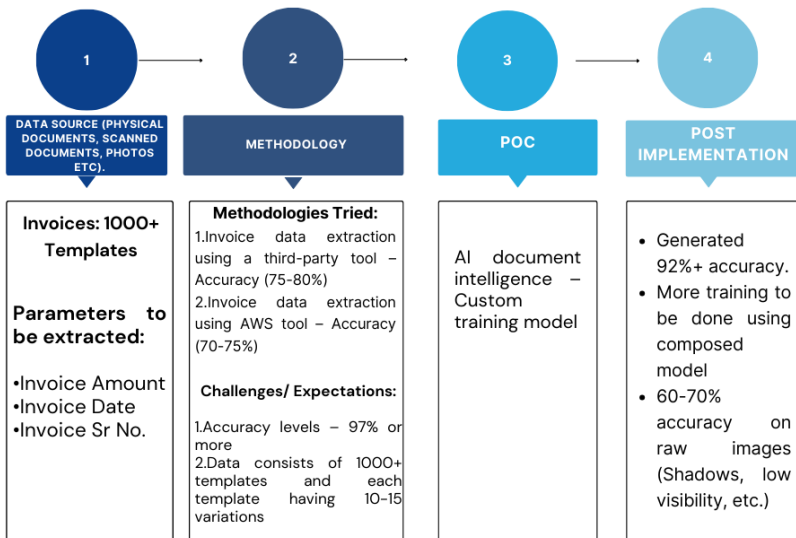 1
DATA SOURCE (PHYSICAL
DOCUMENTS, SCANNED
DOCUMENTS, PHOTOS
ETC).
Invoices: 1000+
Templates
Parameters to
be extracted:
•Invoice Amount
•Invoice Date
•Invoice Sr No.
2
METHODOLOGY
Methodologies Tried:
1.Invoice data extraction
using a third-party tool –
Accuracy (75-80%)
2.Invoice data extraction
using AWS tool – Accuracy
(70-75%)
Challenges/ Expectations:
1.Accuracy levels – 97% or
more
2.Data consists of 1000+
templates and each
template having 10-15
variations
3
POC
AI document
intelligence –
Custom
training model
4
POST
IMPLEMENTATION
• Generated
92%+ accuracy.
• More training to
be done using
composed
model
• 60-70%
accuracy on
raw images
(Shadows, low
visibility, etc.)